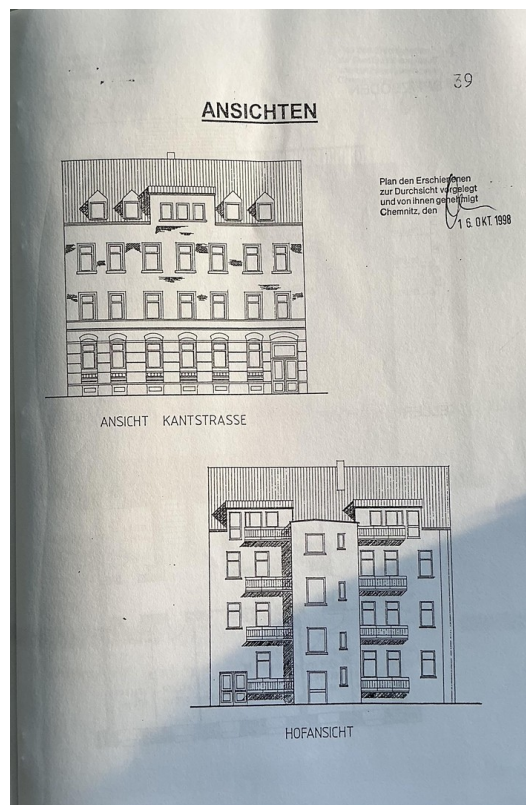 39
ANSICHTEN
Plan den Erschienenen
zur Durchsicht vorgelegt
und von ihnen genehmigt
Chemnitz, den
16. OKT. 1998
ANSICHT KANTSTRASSE
HOFANSICHT